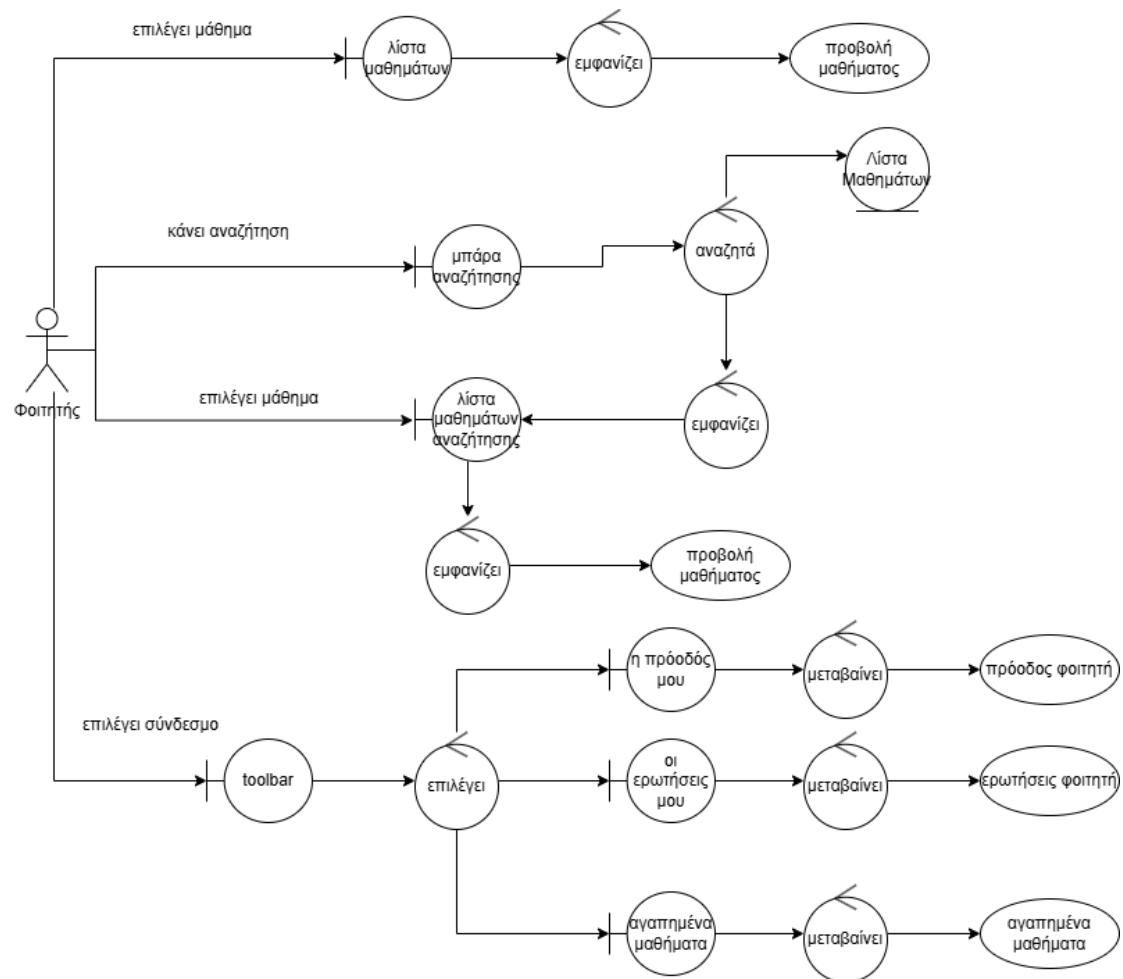 επιλέγει μάθημα
λίστα
μαθημάτων
εμφανίζει
προβολή
μαθήματος
Λίστα
Μαθημάτων
κάνει αναζήτηση
μπάρα
αναζήτησης
αναζητά
Φοιτητής
επιλέγει μάθημα
λίστα
μαθημάτων
αναζήτησης
εμφανίζει
εμφανίζει
προβολή
μαθήματος
η πρόοδός
μου
μεταβαίνει
πρόοδος φοιτητή
επιλέγει σύνδεσμο
toolbar
επιλέγει
οι
ερωτήσεις
μου
μεταβαίνει
ερωτήσεις φοιτητή
αγαπημένα
μαθήματα
μεταβαίνει
αγαπημένα
μαθήματα